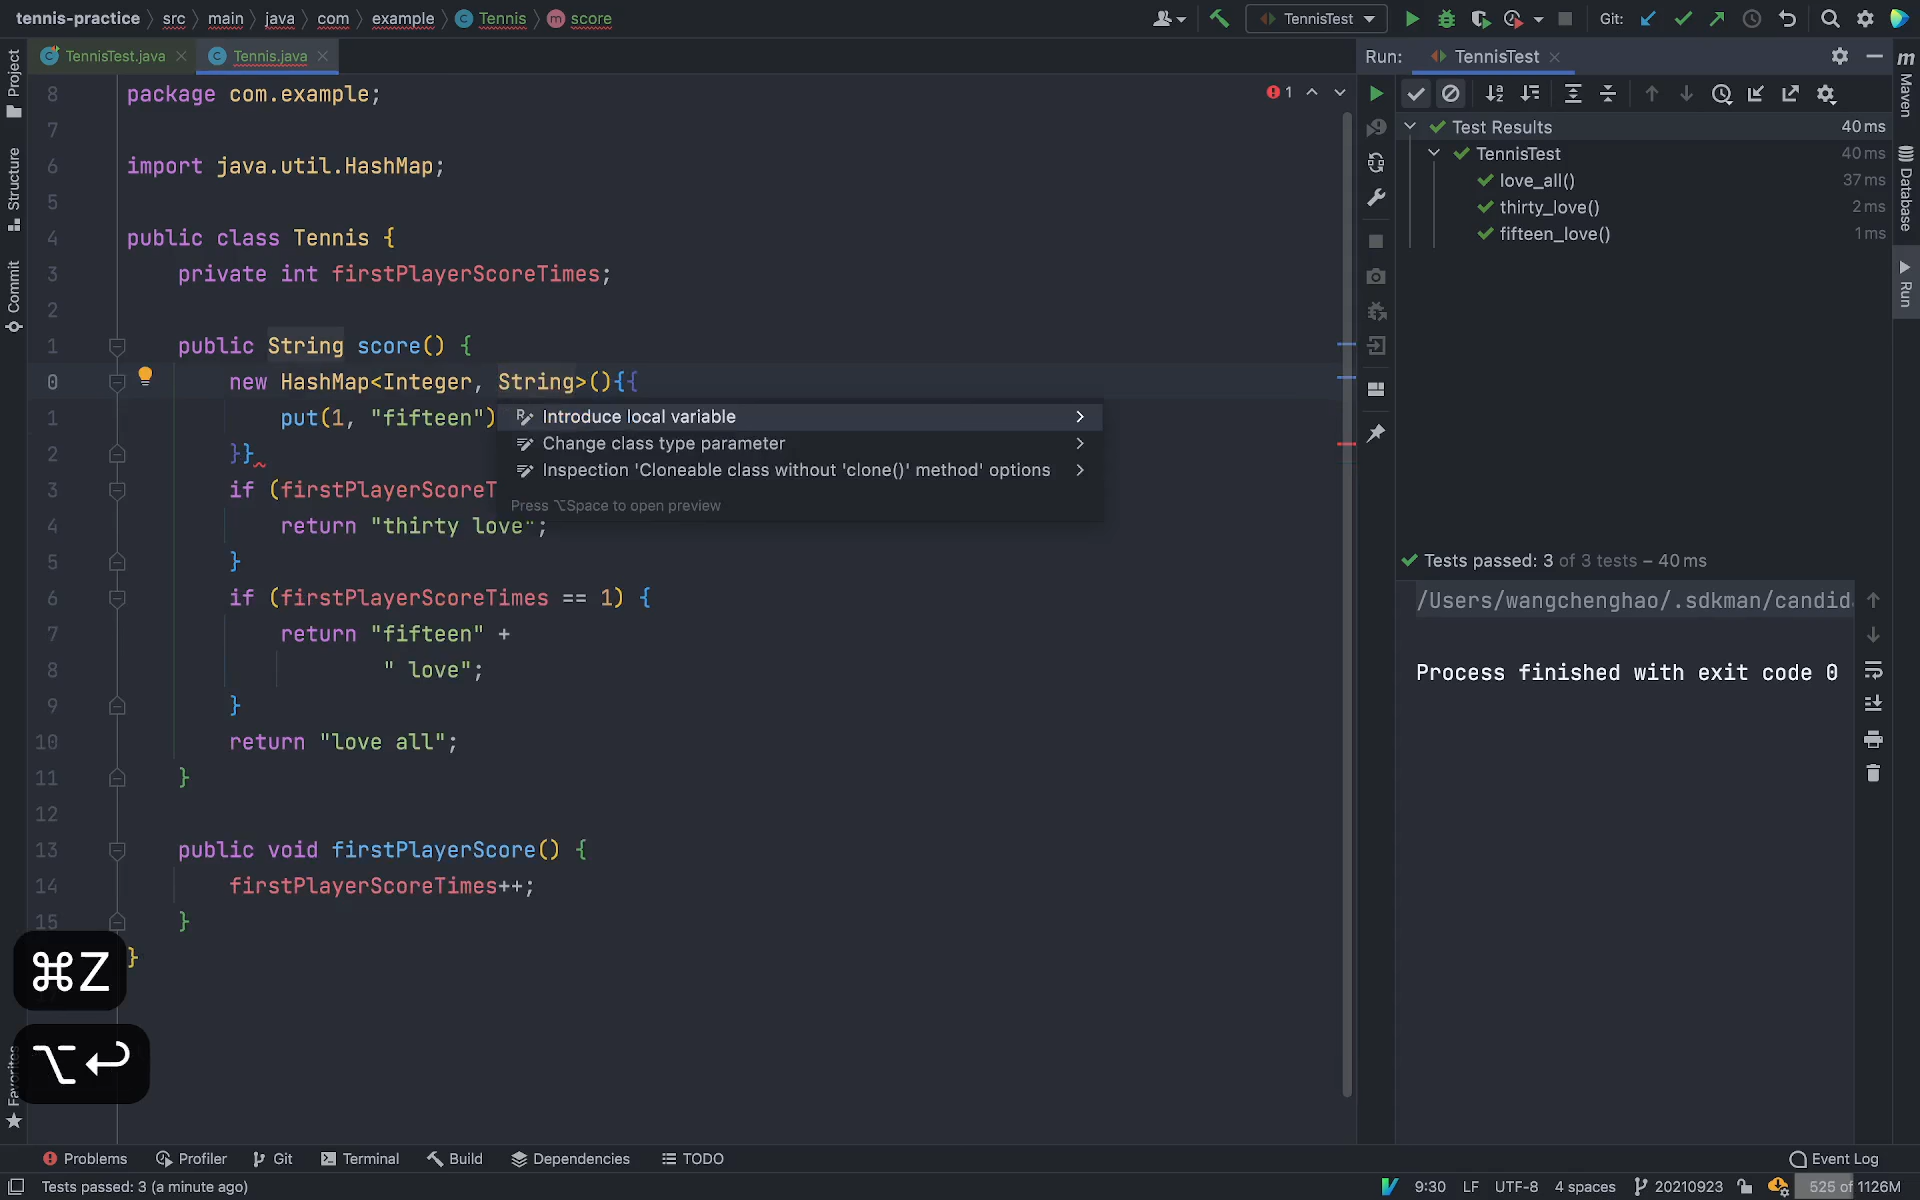 tennis-practice src main java com example Tennis score
TennisTest
Git:
TennisTest.java
Tennis.java
Run: TennisTest
Project
Structure
Commit
Favorites
Maven
Database
Run
1
8 package com.example;
7
6 import java.util.HashMap;
5
4 public class Tennis {
3 private int firstPlayerScoreTimes;
2
1 public String score() {
0 new HashMap<Integer, String>(){{
1 put(1, "fifteen")
2 }}
3 if (firstPlayerScoreT
4 return "thirty love";
5 }
6 if (firstPlayerScoreTimes == 1) {
7 return "fifteen" +
8 " love";
9 }
10 return "love all";
11 }
12
13 public void firstPlayerScore() {
14 firstPlayerScoreTimes++;
15 }
}
Introduce local variable
Change class type parameter
Inspection 'Cloneable class without 'clone()' method' options
Press ⌥Space to open preview
⌘Z
⌥↩
Test Results 40 ms
TennisTest 40 ms
love_all() 37 ms
thirty_love() 2 ms
fifteen_love() 1 ms
Tests passed: 3 of 3 tests – 40 ms
/Users/wangchenghao/.sdkman/candid
Process finished with exit code 0
Problems Profiler Git Terminal Build Dependencies TODO
Event Log
Tests passed: 3 (a minute ago)
9:30 LF UTF-8 4 spaces 20210923 525 of 1126M